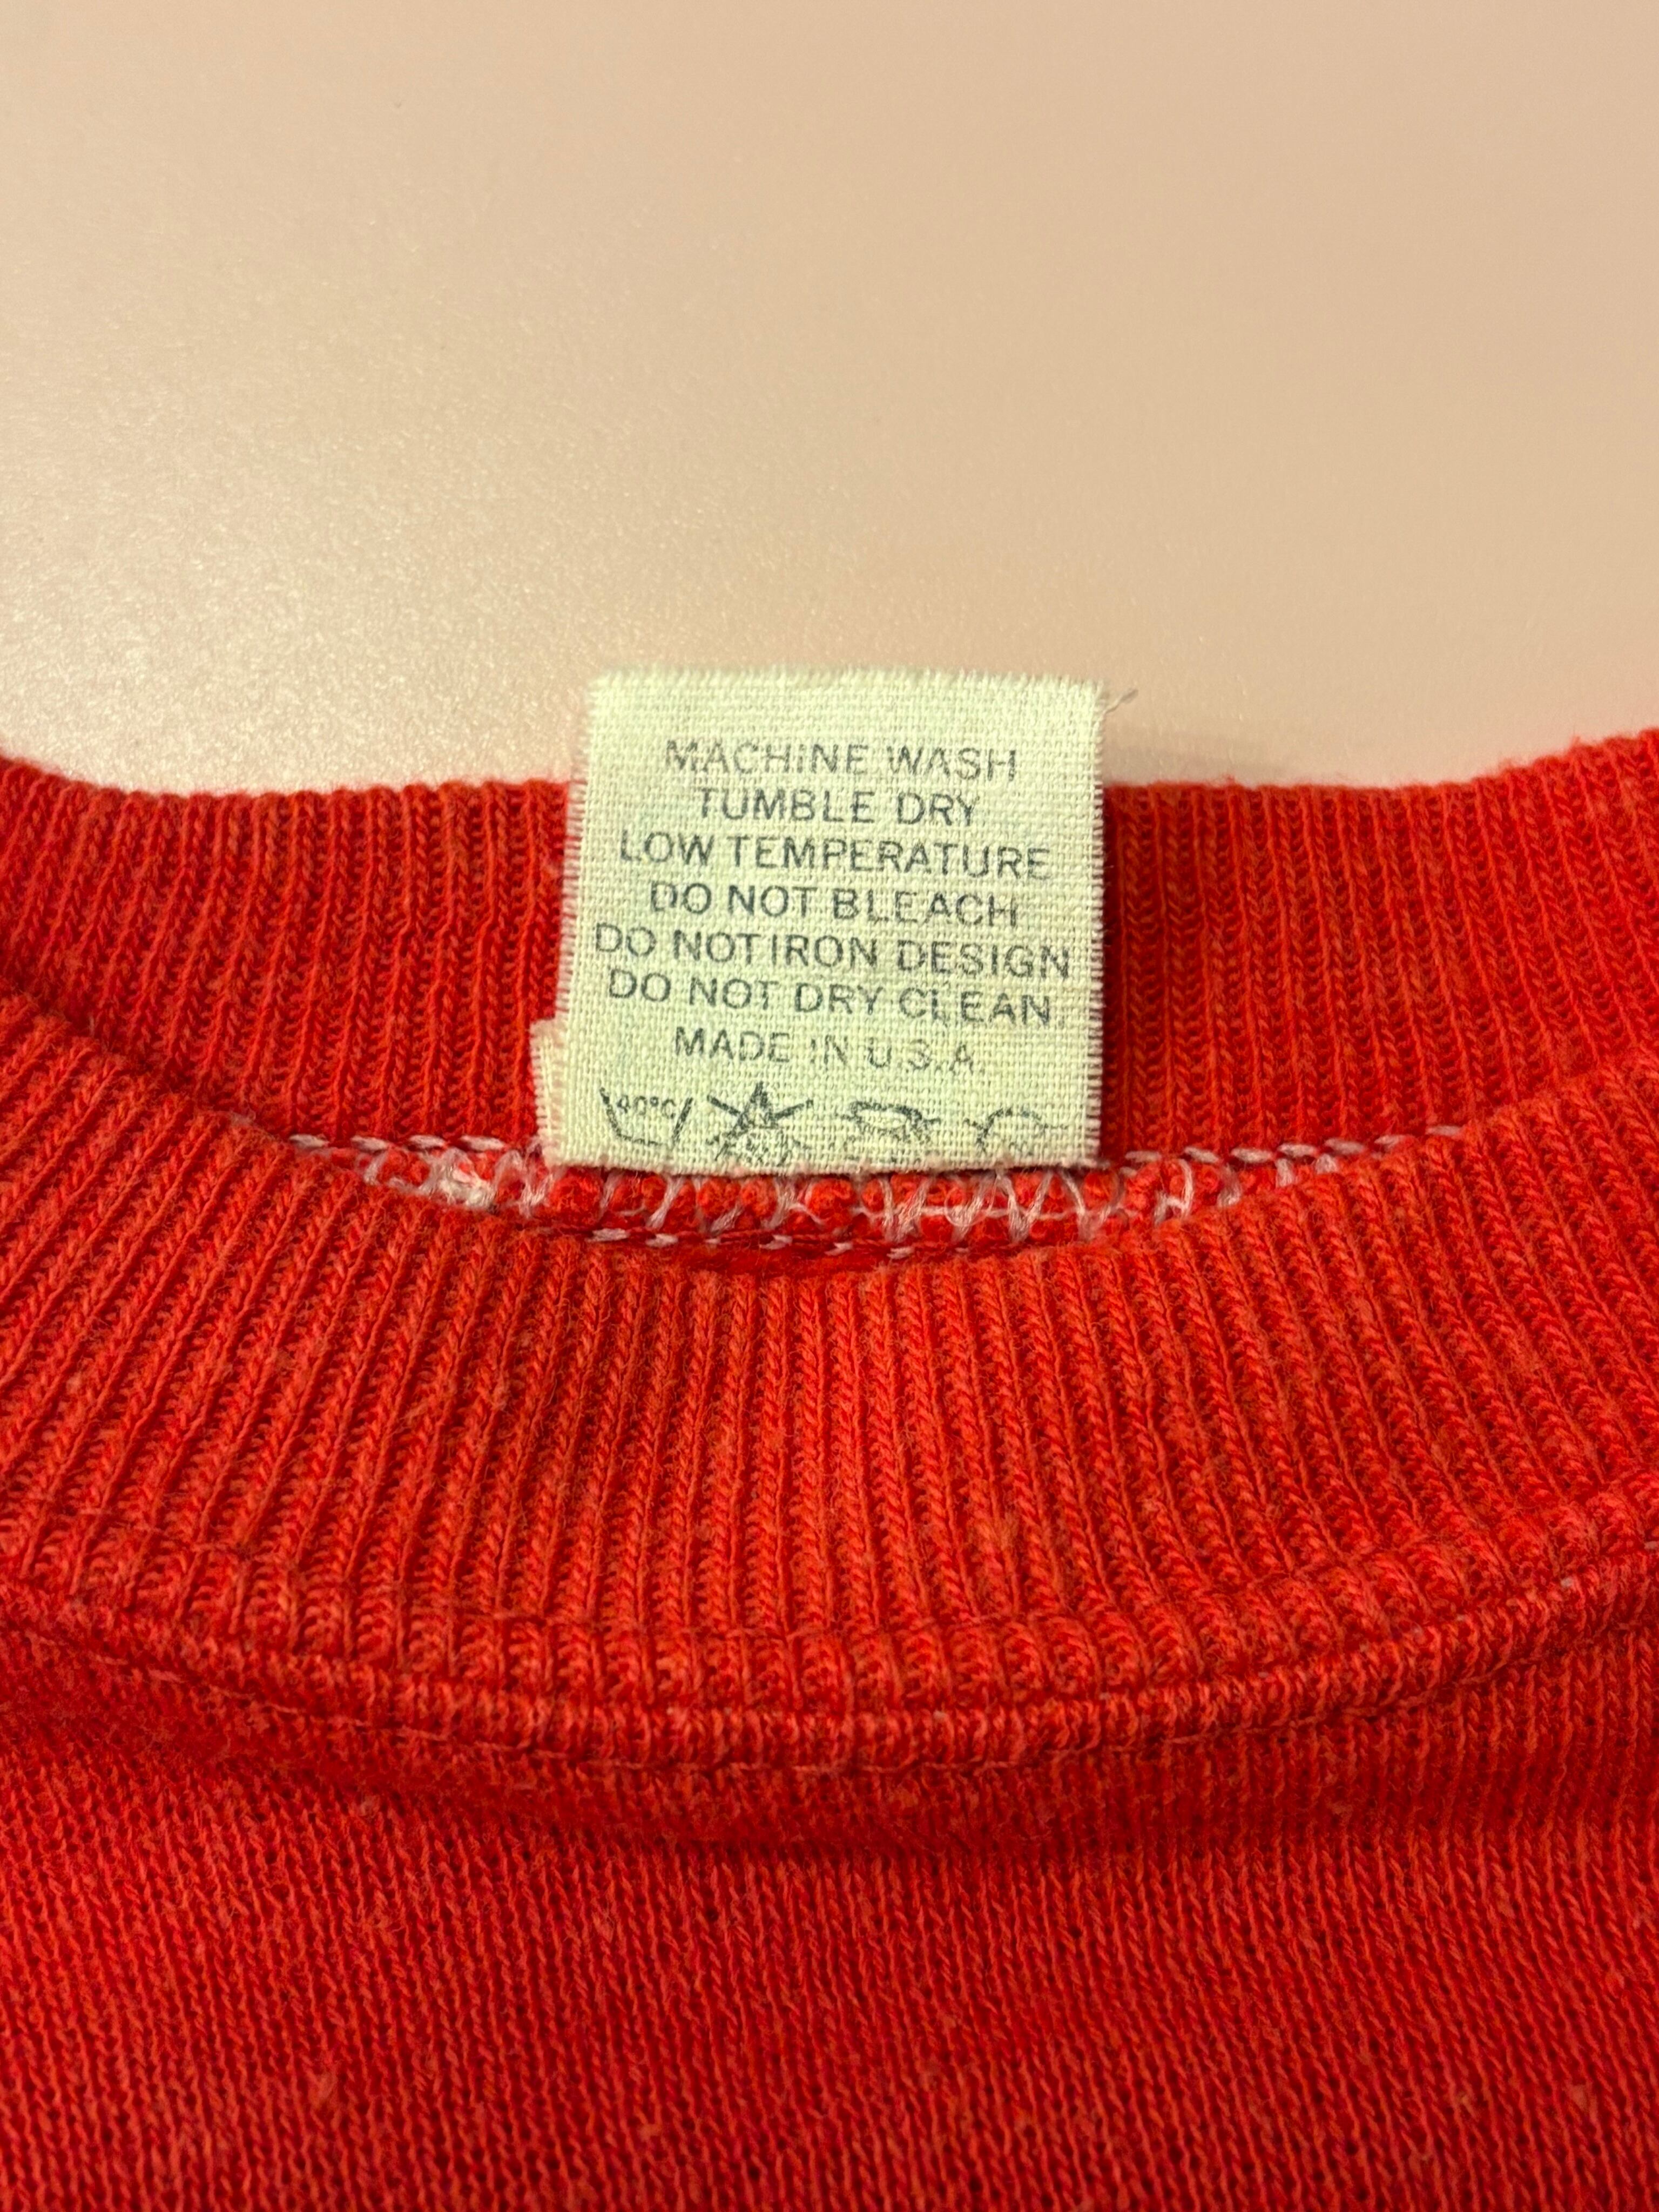 MACHINE WASH
TUMBLE DRY
LOW TEMPERATURE
DO NOT BLEACH
DO NOT IRON DESIGN
DO NOT DRY CLEAN
MADE IN U.S.A.
40°C